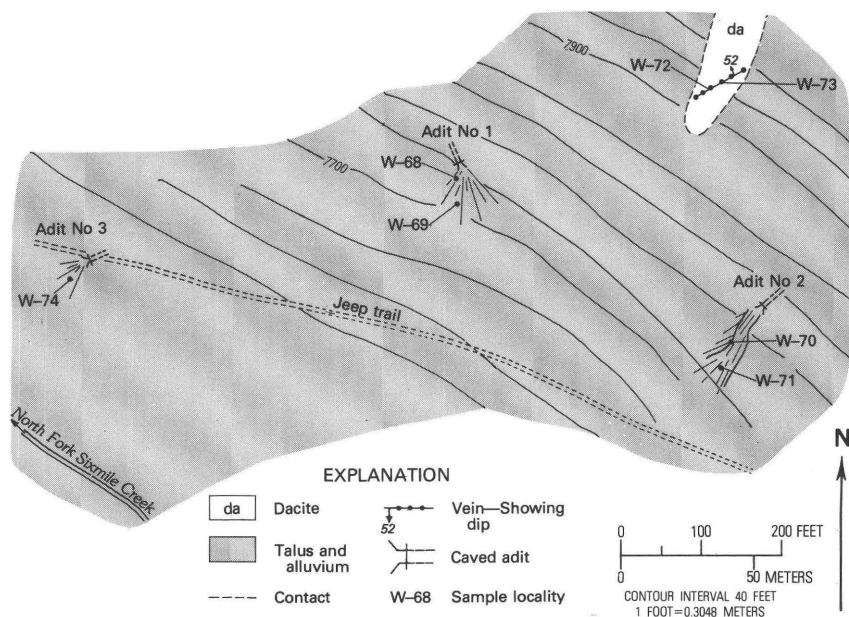 da
7900
52
W-72
W-73
Adit No 1
W-68
7700
W-69
Adit No 3
W-74
Adit No 2
Jeep trail
W-70
W-71
North Fork Sixmile Creek
N
EXPLANATION
da Dacite
Talus and
alluvium
Contact
52
Vein—Showing
dip
Caved adit
W-68 Sample locality
0 100 200 FEET
0 50 METERS
CONTOUR INTERVAL 40 FEET
1 FOOT=0.3048 METERS